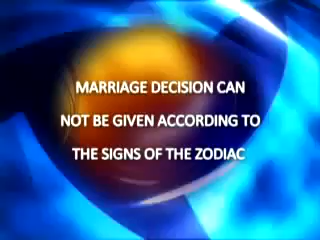 MARRIAGE DECISION CAN
NOT BE GIVEN ACCORDING TO
THE SIGNS OF THE ZODIAC